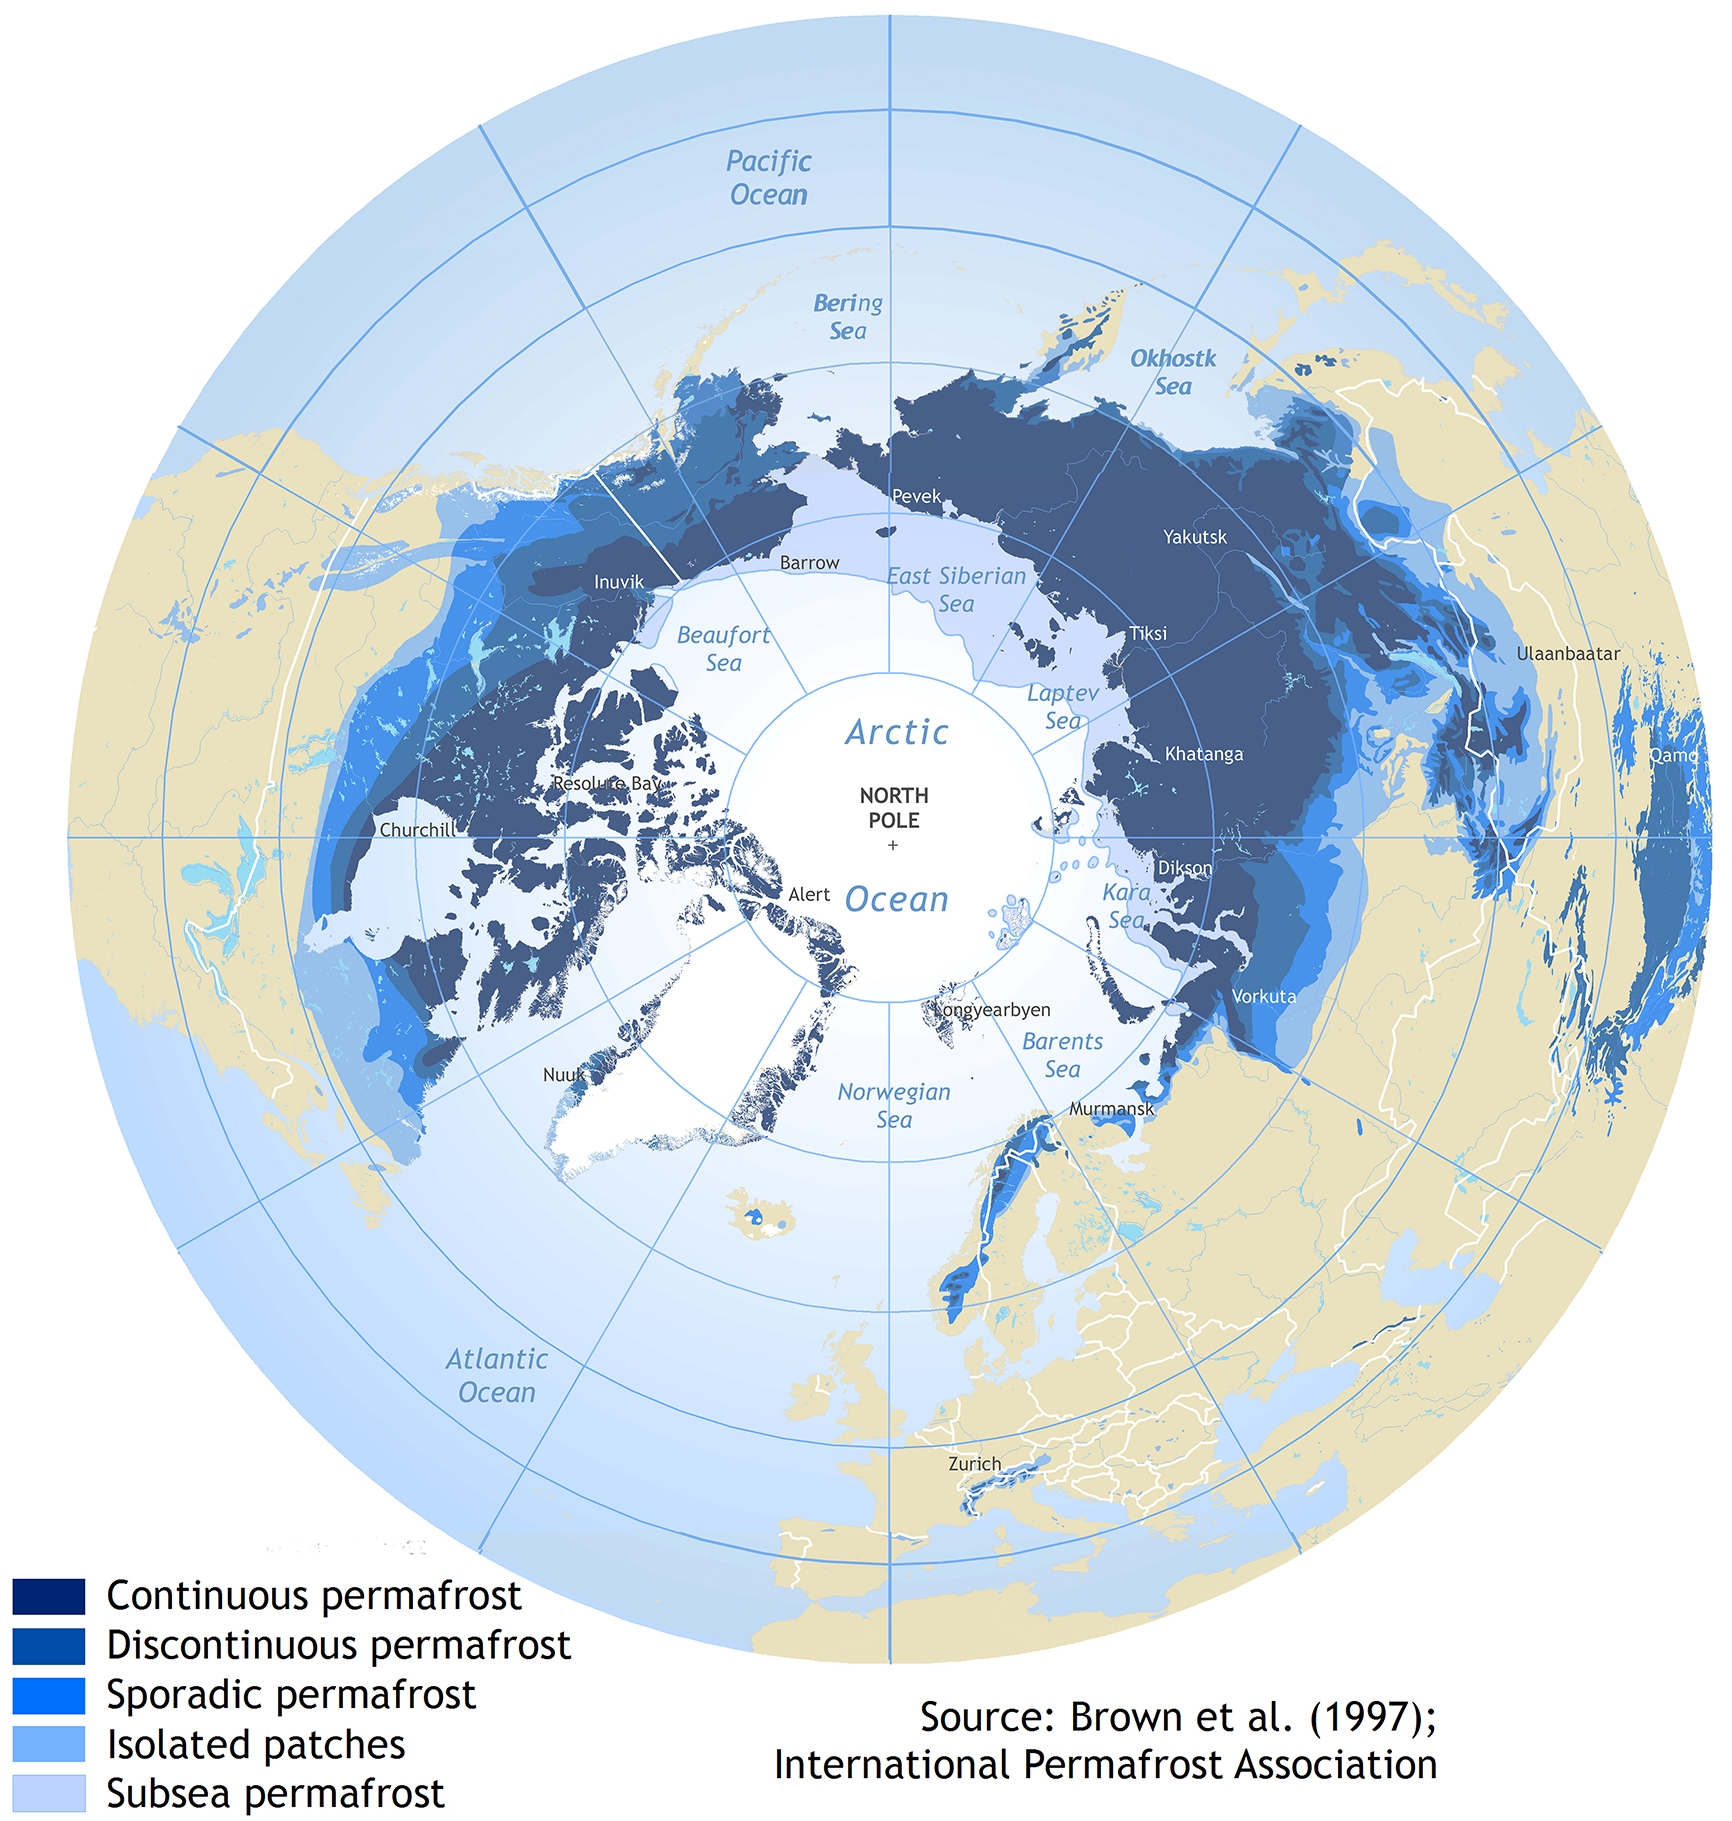 Pacific
Ocean
Bering
Sea
Okhostk
Sea
Pevek
Yakutsk
Barrow
East Siberian
Sea
Inuvik
Beaufort
Sea
Tiksi
Ulaanbaatar
Laptev
Sea
Arctic
Khatanga
Qamd
Resolute Bay
NORTH
POLE
+
Churchill
Dikson
Alert
Ocean
Kara
Sea
Vorkuta
Longyearbyen
Barents
Sea
Nuuk
Norwegian
Sea
Murmansk
Atlantic
Ocean
Zurich
Continuous permafrost
Discontinuous permafrost
Sporadic permafrost
Isolated patches
Subsea permafrost
Source: Brown et al. (1997);
International Permafrost Association